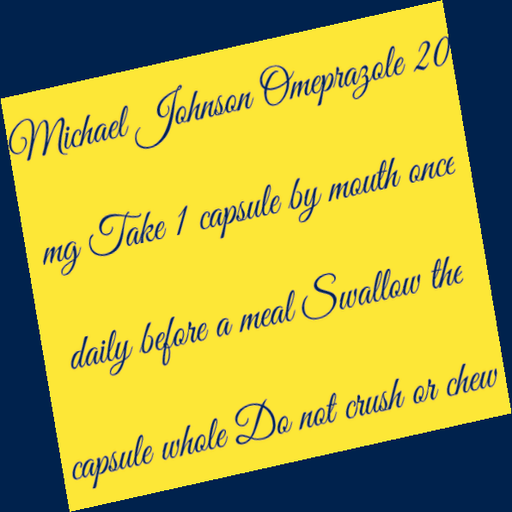 Michael Johnson Omeprazole 20
mg Take 1 capsule by mouth once
daily before a meal Swallow the
capsule whole Do not crush or chew